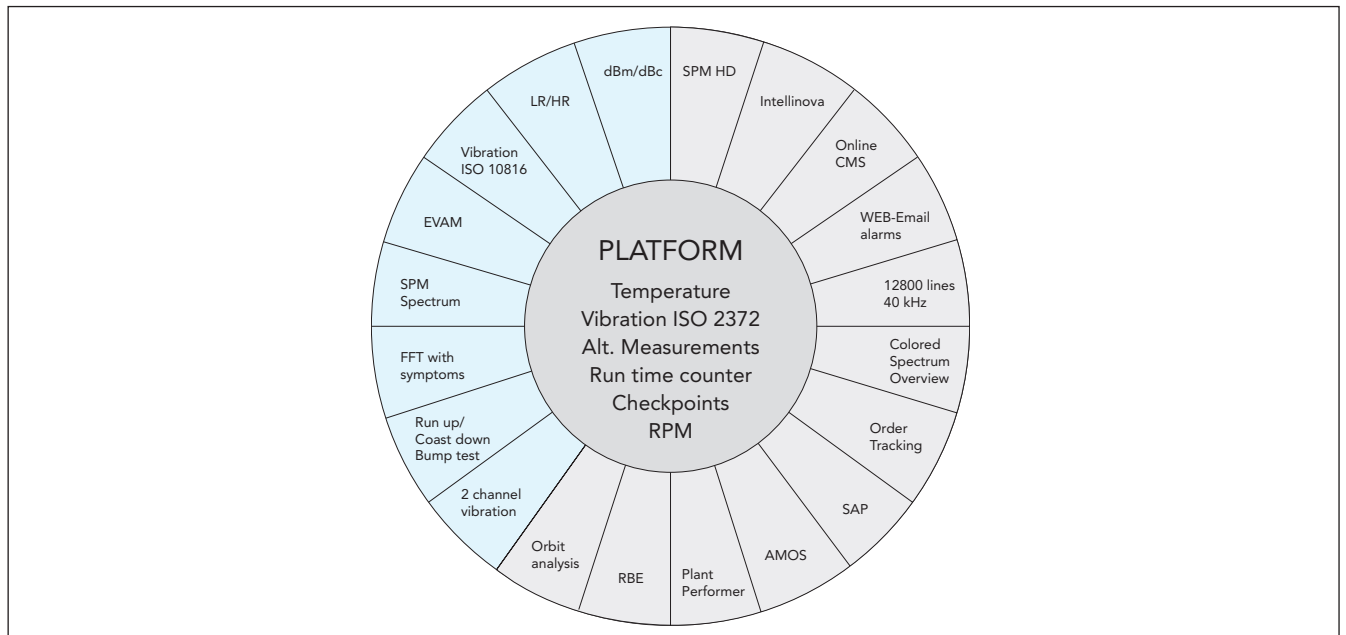 dBm/dBc
SPM HD
Intellinova
Online
CMS
WEB-Email
alarms
12800 lines
40 kHz
Colored
Spectrum
Overview
Order
Tracking
SAP
AMOS
Plant
Performer
RBE
Orbit
analysis
2 channel
vibration
Run up/
Coast down
Bump test
FFT with
symptoms
SPM
Spectrum
EVAM
Vibration
ISO 10816
LR/HR
PLATFORM
Temperature
Vibration ISO 2372
Alt. Measurements
Run time counter
Checkpoints
RPM